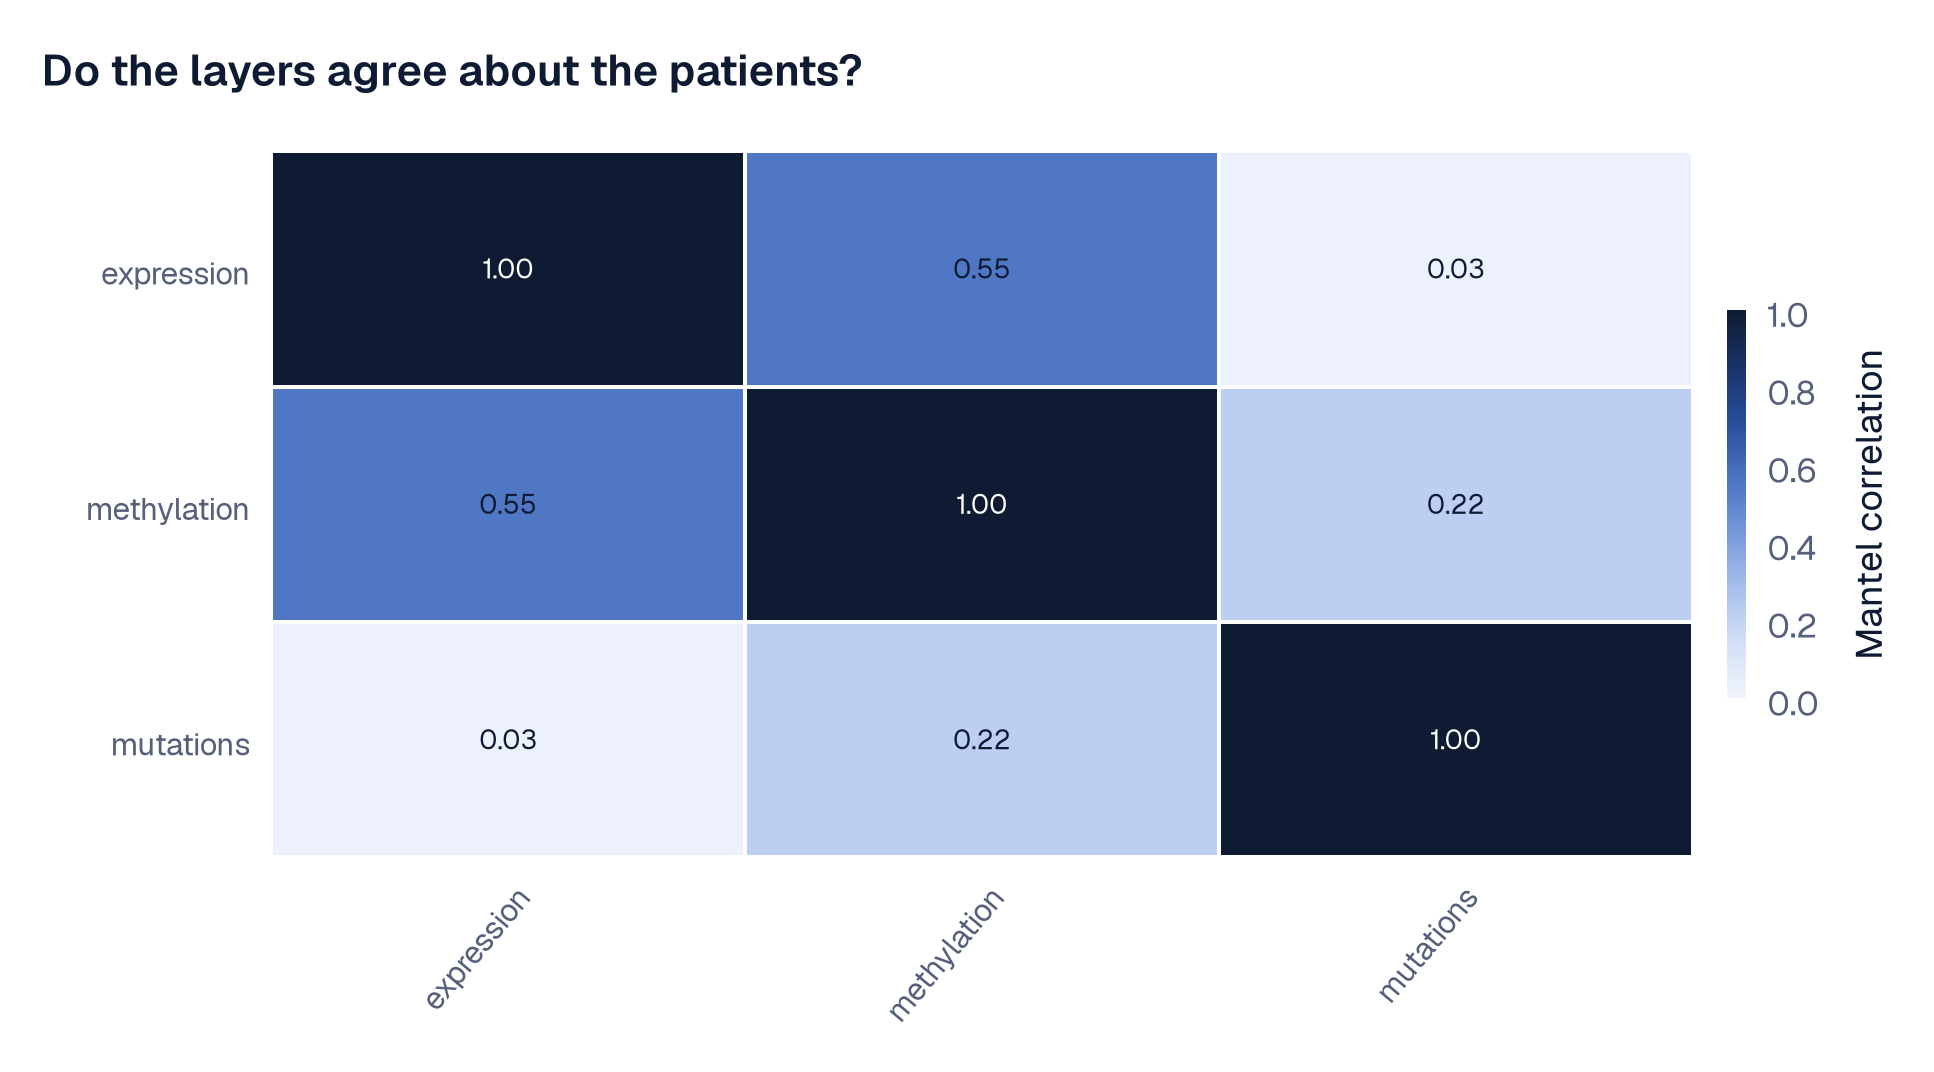 Do the layers agree about the patients?
expression
1.00
0.55
0.03
methylation
0.55
1.00
0.22
mutations
0.03
0.22
1.00
expression
methylation
mutations
1.0
0.8
0.6
0.4
0.2
0.0
Mantel correlation